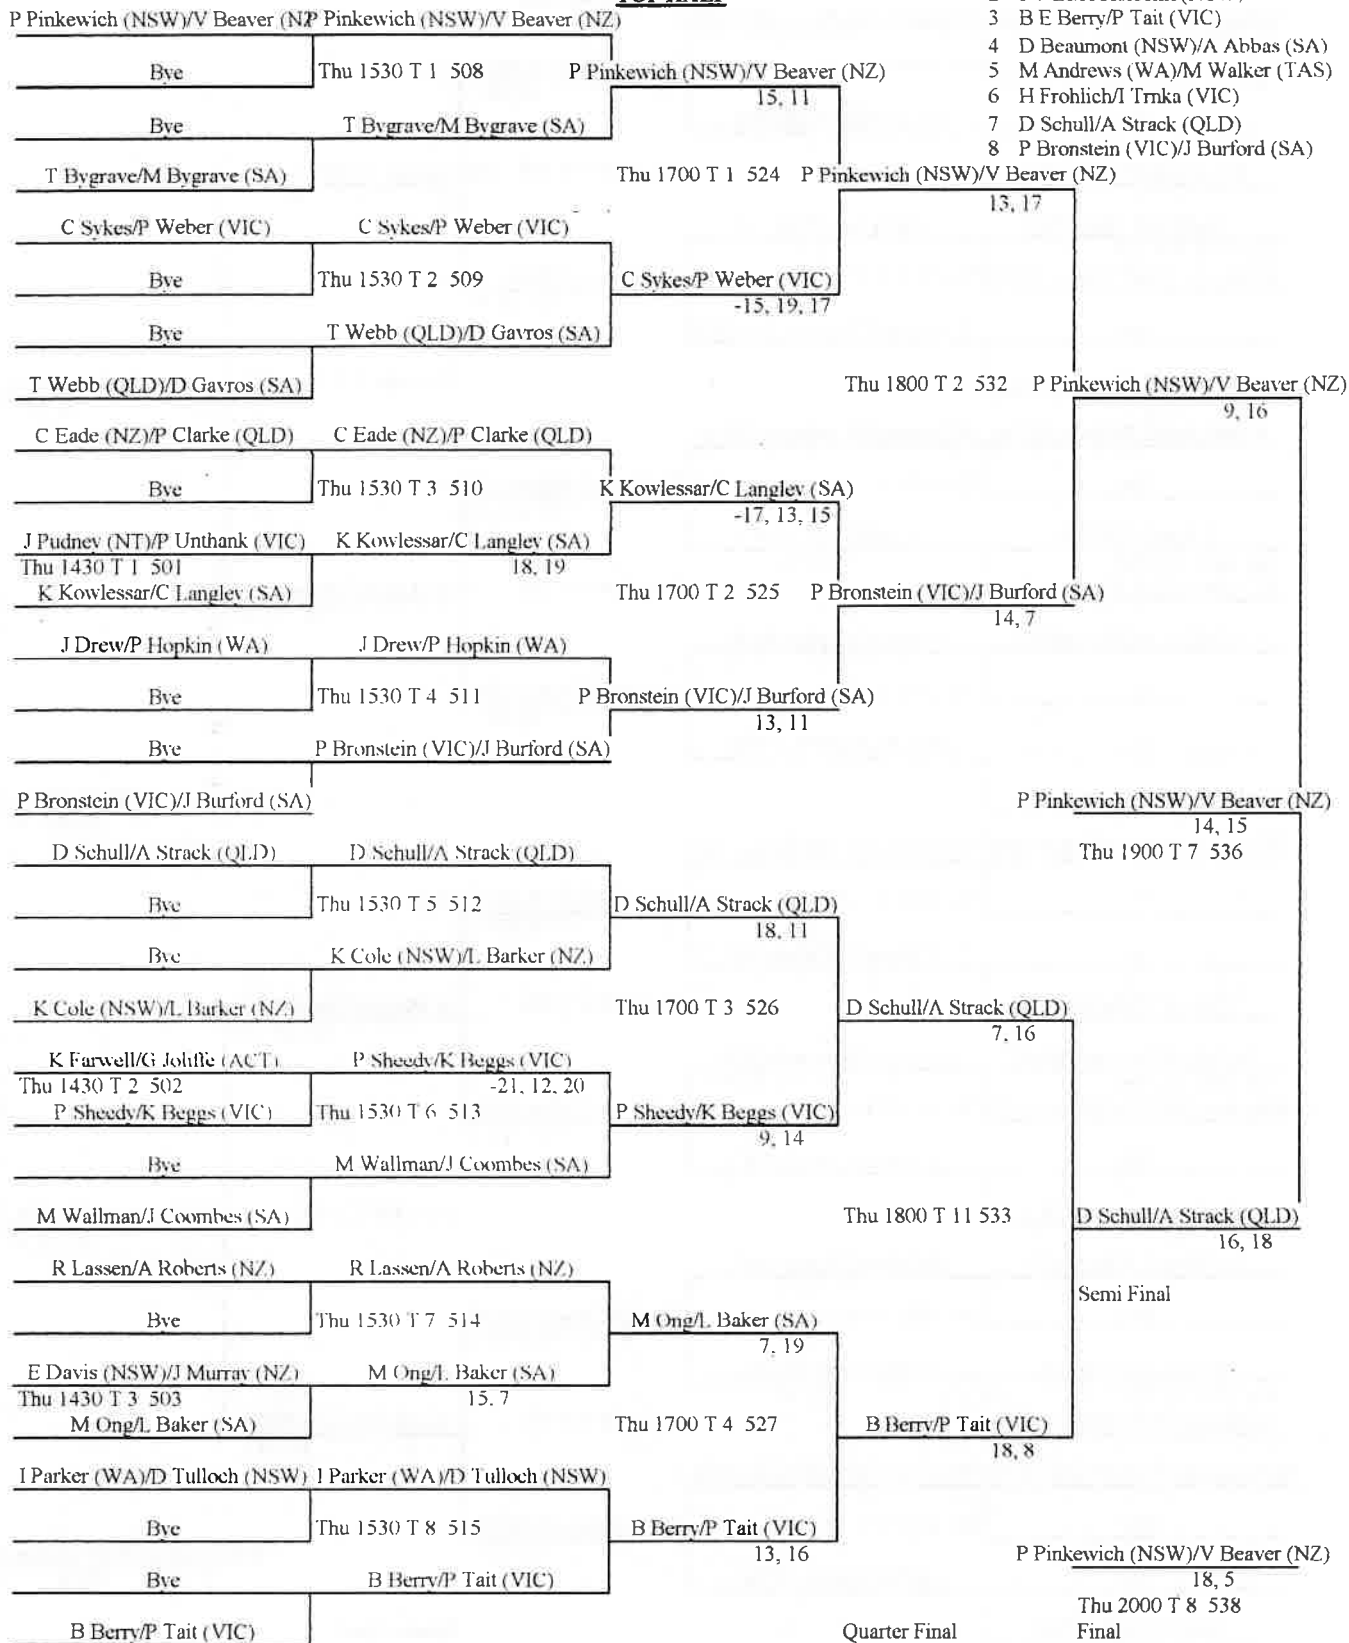 TOP HALF
3 B E Berry/P Tait (VIC)
4 D Beaumont (NSW)/A Abbas (SA)
5 M Andrews (WA)/M Walker (TAS)
6 H Frohlich/I Trnka (VIC)
7 D Schull/A Strack (QLD)
8 P Bronstein (VIC)/J Burford (SA)
P Pinkewich (NSW)/V Beaver (NZ P Pinkewich (NSW)/V Beaver (NZ)
Bye Thu 1530 T 1 508 P Pinkewich (NSW)/V Beaver (NZ)
15, 11
Bye T Bygrave/M Bygrave (SA)
T Bygrave/M Bygrave (SA) Thu 1700 T 1 524 P Pinkewich (NSW)/V Beaver (NZ)
13, 17
C Sykes/P Weber (VIC) C Sykes/P Weber (VIC)
Bye Thu 1530 T 2 509 C Sykes/P Weber (VIC)
-15, 19, 17
Bye T Webb (QLD)/D Gavros (SA)
T Webb (QLD)/D Gavros (SA) Thu 1800 T 2 532 P Pinkewich (NSW)/V Beaver (NZ)
9, 16
C Eade (NZ)/P Clarke (QLD) C Eade (NZ)/P Clarke (QLD)
Bye Thu 1530 T 3 510 K Kowlessar/C Langley (SA)
-17, 13, 15
J Pudney (NT)/P Unthank (VIC) K Kowlessar/C Langley (SA)
Thu 1430 T 1 501 18, 19
K Kowlessar/C Langley (SA) Thu 1700 T 2 525 P Bronstein (VIC)/J Burford (SA)
14, 7
J Drew/P Hopkin (WA) J Drew/P Hopkin (WA)
Bye Thu 1530 T 4 511 P Bronstein (VIC)/J Burford (SA)
13, 11
Bye P Bronstein (VIC)/J Burford (SA)
P Bronstein (VIC)/J Burford (SA) P Pinkewich (NSW)/V Beaver (NZ)
14, 15
D Schull/A Strack (QLD) D Schull/A Strack (QLD) Thu 1900 T 7 536
Bye Thu 1530 T 5 512 D Schull/A Strack (QLD)
18, 11
Bye K Cole (NSW)/L Barker (NZ)
K Cole (NSW)/L Barker (NZ) Thu 1700 T 3 526 D Schull/A Strack (QLD)
7, 16
K Farwell/G Joliffe (ACT) P Sheedy/K Beggs (VIC)
Thu 1430 T 2 502 -21, 12, 20
P Sheedy/K Beggs (VIC) Thu 1530 T 6 513 P Sheedy/K Beggs (VIC)
9, 14
Bye M Wallman/J Coombes (SA)
M Wallman/J Coombes (SA) Thu 1800 T 11 533 D Schull/A Strack (QLD)
16, 18
R Lassen/A Roberts (NZ) R Lassen/A Roberts (NZ)
Semi Final
Bye Thu 1530 T 7 514 M Ong/L Baker (SA)
7, 19
E Davis (NSW)/J Murray (NZ) M Ong/L Baker (SA)
Thu 1430 T 3 503 15, 7
M Ong/L Baker (SA) Thu 1700 T 4 527 B Berry/P Tait (VIC)
18, 8
I Parker (WA)/D Tulloch (NSW) I Parker (WA)/D Tulloch (NSW)
Bye Thu 1530 T 8 515 B Berry/P Tait (VIC)
13, 16 P Pinkewich (NSW)/V Beaver (NZ)
Bye B Berry/P Tait (VIC) 18, 5
Thu 2000 T 8 538
B Berry/P Tait (VIC) Quarter Final Final